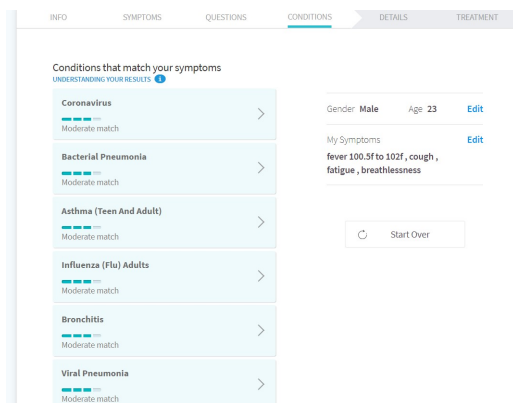 INFO SYMPTOMS QUESTIONS CONDITIONS DETAILS TREATMENT
Conditions that match your symptoms
UNDERSTANDING YOUR RESULTS i
Coronavirus
Moderate match
Bacterial Pneumonia
Moderate match
Asthma (Teen And Adult)
Moderate match
Influenza (Flu) Adults
Moderate match
Bronchitis
Moderate match
Viral Pneumonia
Moderate match
Gender Male Age 23 Edit
My Symptoms Edit
fever 100.5f to 102f , cough ,
fatigue , breathlessness
Start Over